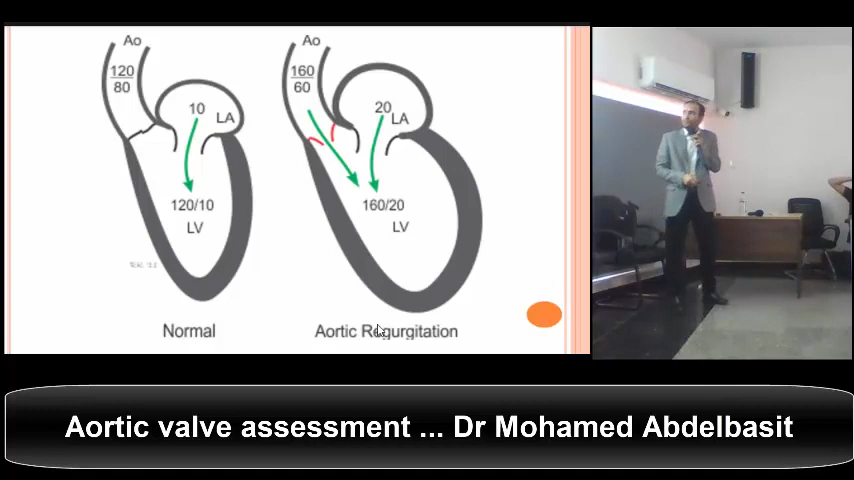 Ao
120
80
10
LA
120/10
LV
Normal
Ao
160
60
20
LA
160/20
LV
Aortic Regurgitation
Aortic valve assessment ... Dr Mohamed Abdelbasit